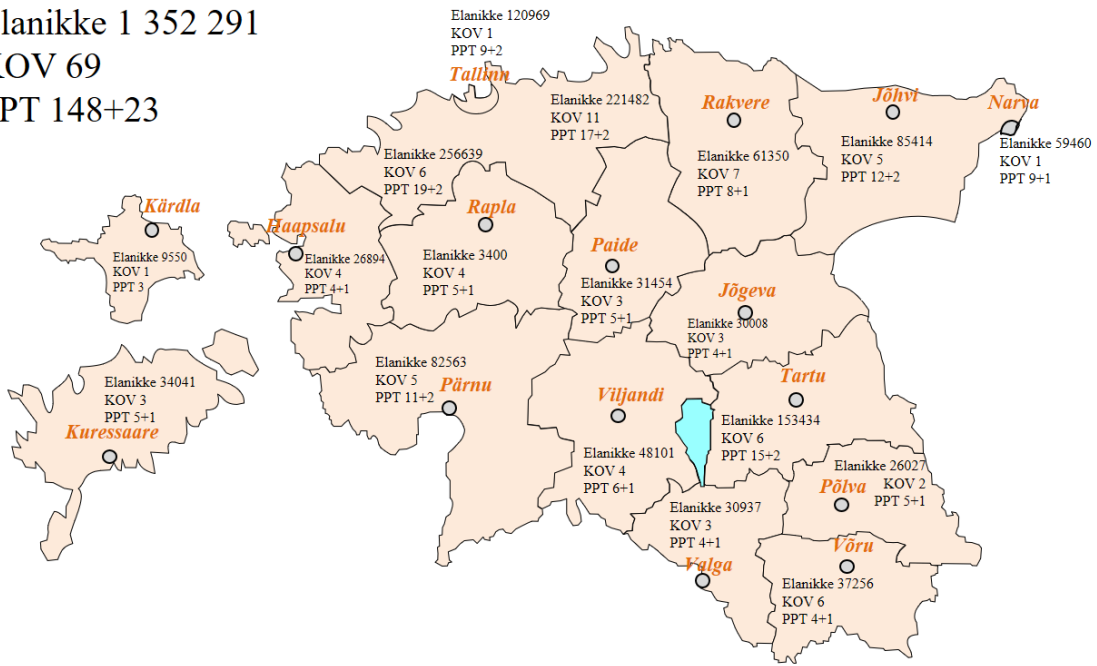 lanikke 1 352 291
KOV 69
PPT 148+23
Elanikke 120969
KOV 1
PPT 9+2
Tallinn
Elanikke 221482
KOV 11
PPT 17+2
Rakvere
Elanikke 61350
KOV 7
PPT 8+1
Jõhvi
Elanikke 85414
KOV 5
PPT 12+2
Narva
Elanikke 59460
KOV 1
PPT 9+1
Elanikke 256639
KOV 6
PPT 19+2
Kärdla
Elanikke 9550
KOV 1
PPT 3
Haapsalu
Elanikke 26894
KOV 4
PPT 4+1
Rapla
Elanikke 3400
KOV 4
PPT 5+1
Paide
Elanikke 31454
KOV 3
PPT 5+1
Jõgeva
Elanikke 30008
KOV 3
PPT 4+1
Elanikke 34041
KOV 3
PPT 5+1
Kuressaare
Elanikke 82563
KOV 5
PPT 11+2
Pärnu
Viljandi
Elanikke 48101
KOV 4
PPT 6+1
Tartu
Elanikke 153434
KOV 6
PPT 15+2
Elanikke 26027
KOV 2
PPT 5+1
Põlva
Elanikke 30937
KOV 3
PPT 4+1
Valga
Võru
Elanikke 37256
KOV 6
PPT 4+1